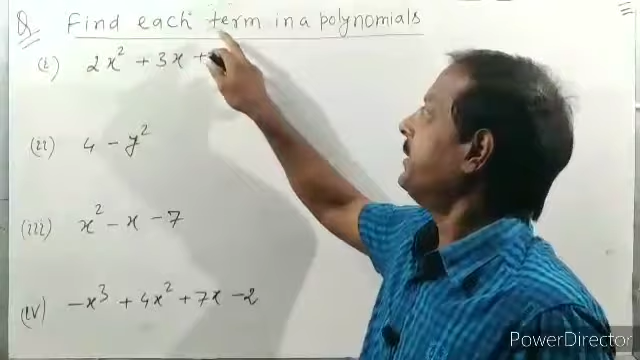 Q. Find each term in a polynomials
(i) 2x² + 3x +
(ii) 4 - y²
(iii) x² - x - 7
(iv) -x³ + 4x² + 7x - 2
PowerDirector